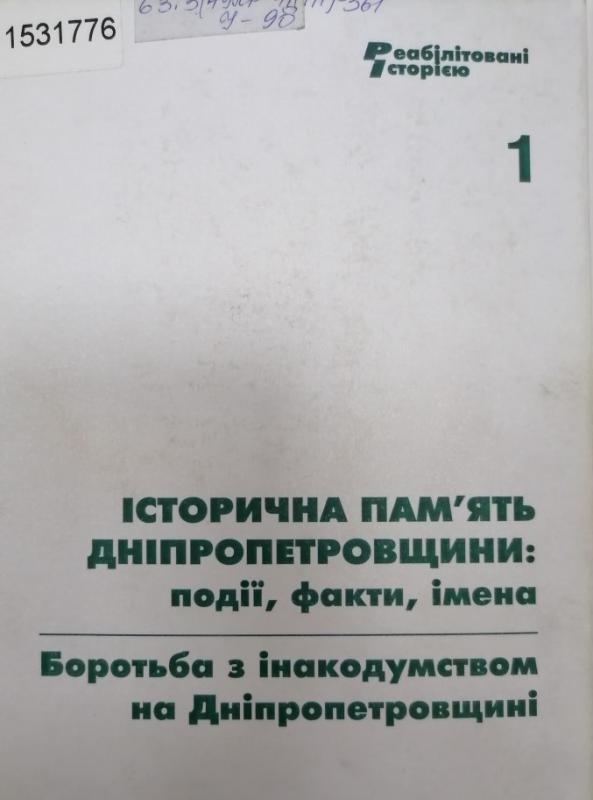 1531776
Реабілітовані
Історією
1
ІСТОРИЧНА ПАМ’ЯТЬ
ДНІПРОПЕТРОВЩИНИ:
події, факти, імена
Боротьба з інакодумством
на Дніпропетровщині